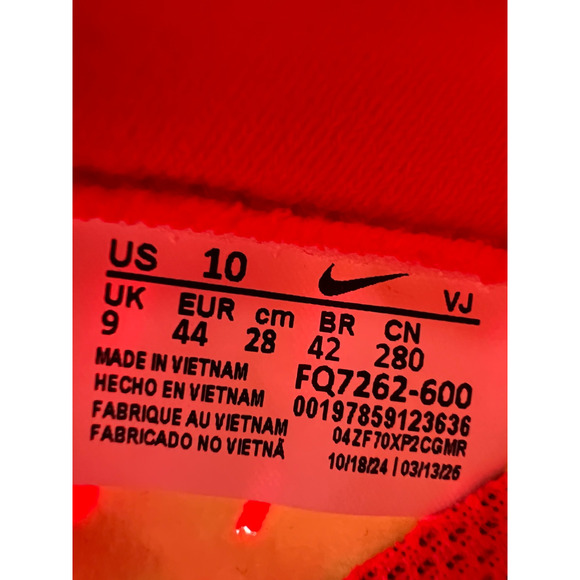 US 10 VJ
UK EUR cm BR CN
9 44 28 42 280
MADE IN VIETNAM
HECHO EN VIETNAM
FABRIQUE AU VIETNAM
FABRICADO NO VIETNÃ
FQ7262-600
00197859123636
04ZF70XP2CGMR
10/18/24 | 03/13/25